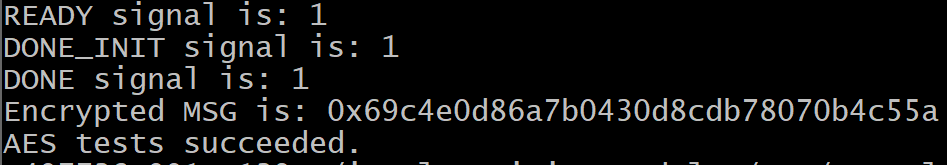 READY signal is: 1
DONE_INIT signal is: 1
DONE signal is: 1
Encrypted MSG is: 0x69c4e0d86a7b0430d8cdb78070b4c55a
AES tests succeeded.